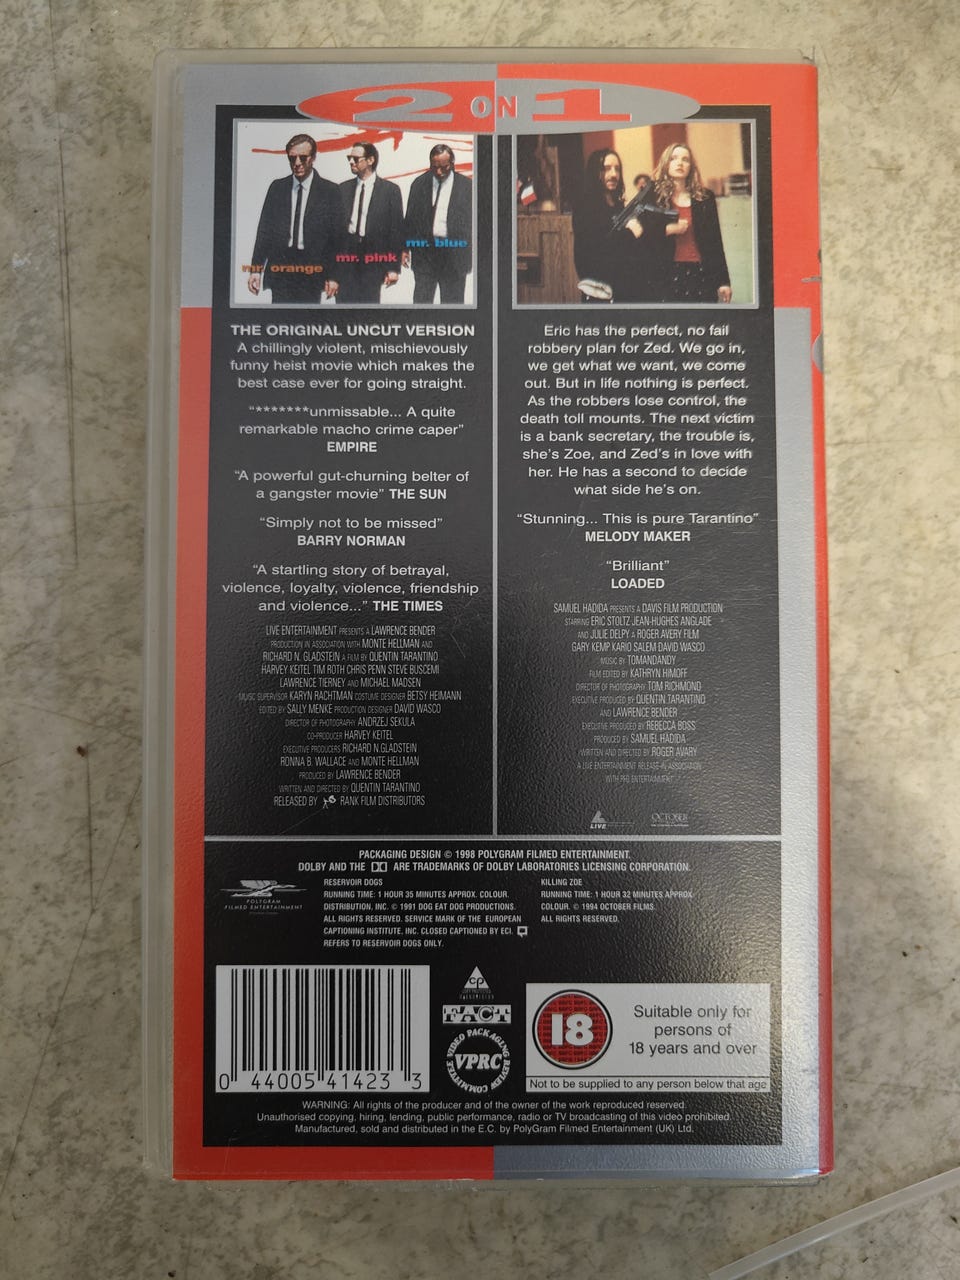 2 ON 1
mr. orange
mr. pink
mr. blue
THE ORIGINAL UNCUT VERSION
A chillingly violent, mischievously
funny heist movie which makes the
best case ever for going straight.
“*******unmissable... A quite
remarkable macho crime caper”
EMPIRE
“A powerful gut-churning belter of
a gangster movie” THE SUN
“Simply not to be missed”
BARRY NORMAN
“A startling story of betrayal,
violence, loyalty, violence, friendship
and violence...” THE TIMES
LIVE ENTERTAINMENT PRESENTS A LAWRENCE BENDER
PRODUCTION IN ASSOCIATION WITH MONTE HELLMAN AND
RICHARD N. GLADSTEIN A FILM BY QUENTIN TARANTINO
HARVEY KEITEL TIM ROTH CHRIS PENN STEVE BUSCEMI
LAWRENCE TIERNEY AND MICHAEL MADSEN
MUSIC SUPERVISOR KARYN RACHTMAN COSTUME DESIGNER BETSY HEIMANN
EDITED BY SALLY MENKE PRODUCTION DESIGNER DAVID WASCO
DIRECTOR OF PHOTOGRAPHY ANDRZEJ SEKULA
CO-PRODUCER HARVEY KEITEL
EXECUTIVE PRODUCERS RICHARD N.GLADSTEIN
RONNA B. WALLACE AND MONTE HELLMAN
PRODUCED BY LAWRENCE BENDER
WRITTEN AND DIRECTED BY QUENTIN TARANTINO
RELEASED BY RANK FILM DISTRIBUTORS
Eric has the perfect, no fail
robbery plan for Zed. We go in,
we get what we want, we come
out. But in life nothing is perfect.
As the robbers lose control, the
death toll mounts. The next victim
is a bank secretary, the trouble is,
she's Zoe, and Zed's in love with
her. He has a second to decide
what side he's on.
“Stunning... This is pure Tarantino”
MELODY MAKER
“Brilliant”
LOADED
SAMUEL HADIDA PRESENTS A DAVIS FILM PRODUCTION
STARRING ERIC STOLTZ JEAN-HUGHES ANGLADE
AND JULIE DELPY A ROGER AVERY FILM
GARY KEMP KARIO SALEM DAVID WASCO
MUSIC BY TOMANDANDY
FILM EDITED BY KATHRYN HIMOFF
DIRECTOR OF PHOTOGRAPHY TOM RICHMOND
EXECUTIVE PRODUCED BY QUENTIN TARANTINO
AND LAWRENCE BENDER
EXECUTIVE PRODUCED BY REBECCA BOSS
PRODUCED BY SAMUEL HADIDA
WRITTEN AND DIRECTED BY ROGER AVARY
A LIVE ENTERTAINMENT RELEASE IN ASSOCIATION
WITH PFG ENTERTAINMENT
LIVE
OCTOBER
PACKAGING DESIGN © 1998 POLYGRAM FILMED ENTERTAINMENT.
DOLBY AND THE ARE TRADEMARKS OF DOLBY LABORATORIES LICENSING CORPORATION.
POLYGRAM
FILMED ENTERTAINMENT
RESERVOIR DOGS
RUNNING TIME: 1 HOUR 35 MINUTES APPROX. COLOUR.
DISTRIBUTION, INC. © 1991 DOG EAT DOG PRODUCTIONS.
ALL RIGHTS RESERVED. SERVICE MARK OF THE EUROPEAN
CAPTIONING INSTITUTE, INC. CLOSED CAPTIONED BY ECI.
REFERS TO RESERVOIR DOGS ONLY.
KILLING ZOE
RUNNING TIME: 1 HOUR 32 MINUTES APPROX
COLOUR. © 1994 OCTOBER FILMS.
ALL RIGHTS RESERVED.
0 44005 41423 3
CP
FACT
VIDEO PACKAGING REVIEW COMMITTEE
VPRC
18
Suitable only for
persons of
18 years and over
Not to be supplied to any person below that age
WARNING: All rights of the producer and of the owner of the work reproduced reserved.
Unauthorised copying, hiring, lending, public performance, radio or TV broadcasting of this video prohibited.
Manufactured, sold and distributed in the E.C. by PolyGram Filmed Entertainment (UK) Ltd.